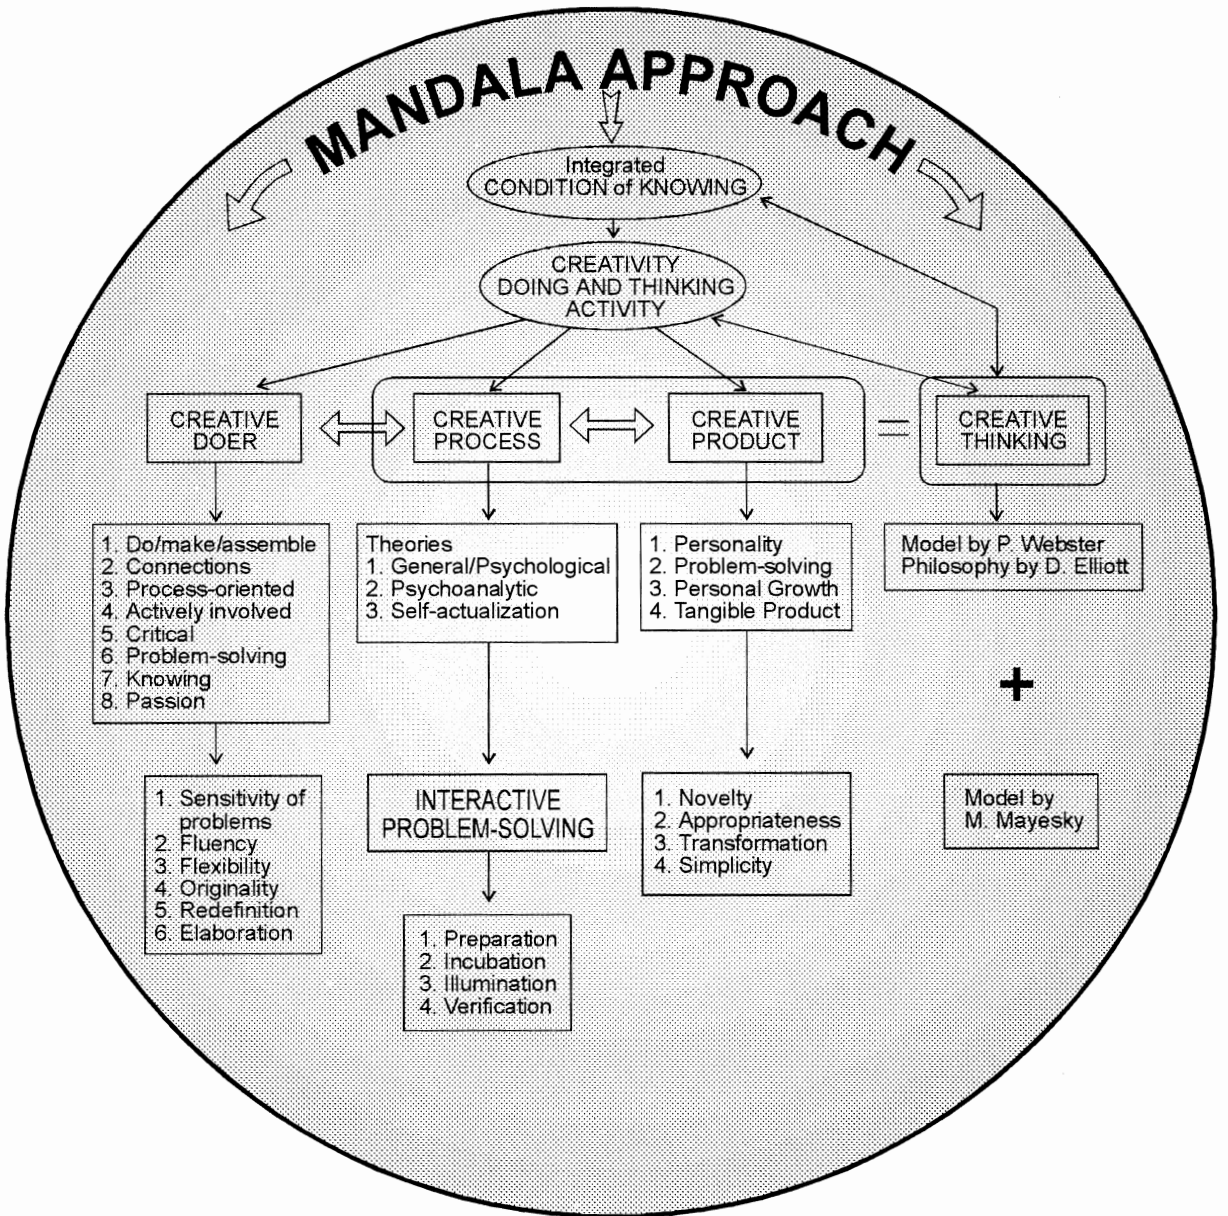 MANDALA APPROACH
Integrated
CONDITION of KNOWING
CREATIVITY
DOING AND THINKING
ACTIVITY
CREATIVE
DOER
CREATIVE
PROCESS
CREATIVE
PRODUCT
=
CREATIVE
THINKING
1. Do/make/assemble
2. Connections
3. Process-oriented
4. Actively involved
5. Critical
6. Problem-solving
7. Knowing
8. Passion
Theories
1. General/Psychological
2. Psychoanalytic
3. Self-actualization
1. Personality
2. Problem-solving
3. Personal Growth
4. Tangible Product
Model by P. Webster
Philosophy by D. Elliott
+
1. Sensitivity of
problems
2. Fluency
3. Flexibility
4. Originality
5. Redefinition
6. Elaboration
INTERACTIVE
PROBLEM-SOLVING
1. Novelty
2. Appropriateness
3. Transformation
4. Simplicity
Model by
M. Mayesky
1. Preparation
2. Incubation
3. Illumination
4. Verification